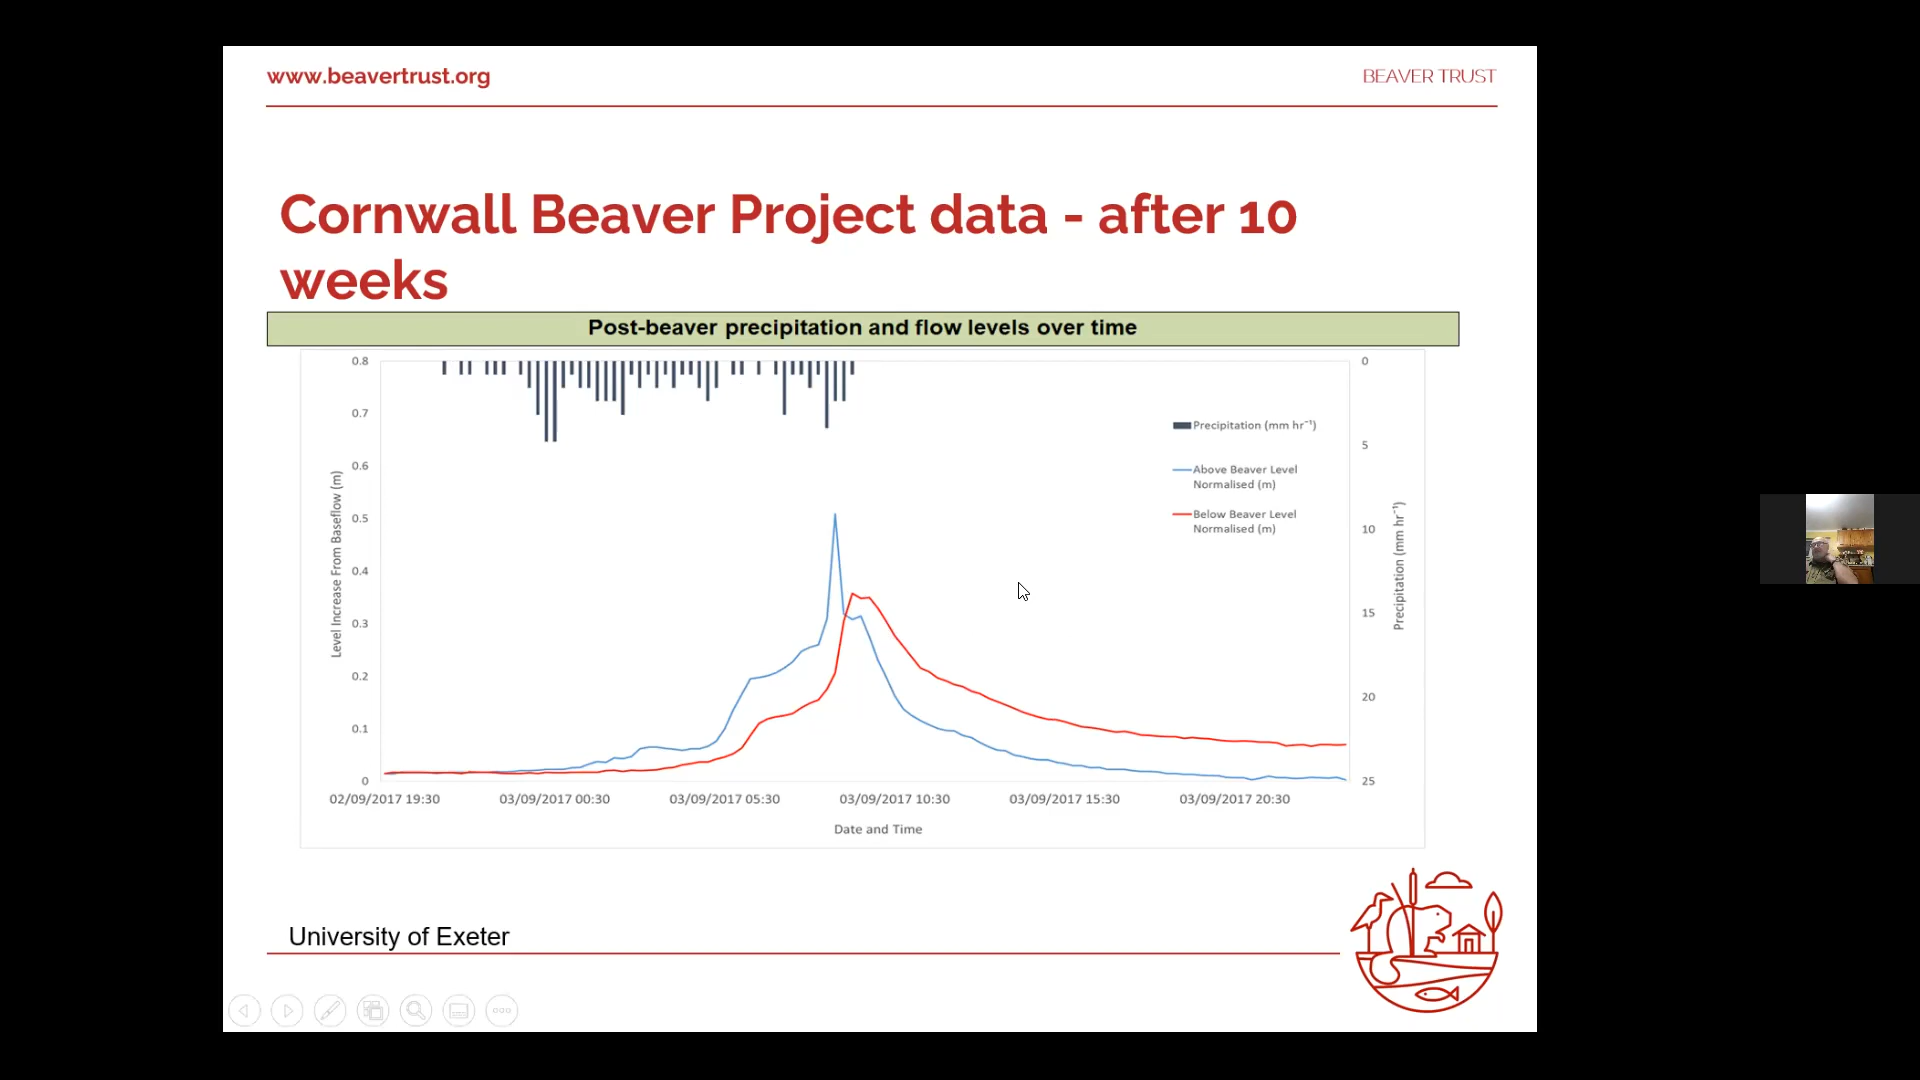 www.beavertrust.org
BEAVER TRUST
Cornwall Beaver Project data - after 10
weeks
Post-beaver precipitation and flow levels over time
0.8
0.7
0.6
0.5
0.4
0.3
0.2
0.1
0
Level Increase From Baseflow (m)
Precipitation (mm hr⁻¹)
Above Beaver Level
Normalised (m)
Below Beaver Level
Normalised (m)
0
5
10
15
20
25
Precipitation (mm hr⁻¹)
02/09/2017 19:30
03/09/2017 00:30
03/09/2017 05:30
03/09/2017 10:30
03/09/2017 15:30
03/09/2017 20:30
Date and Time
University of Exeter